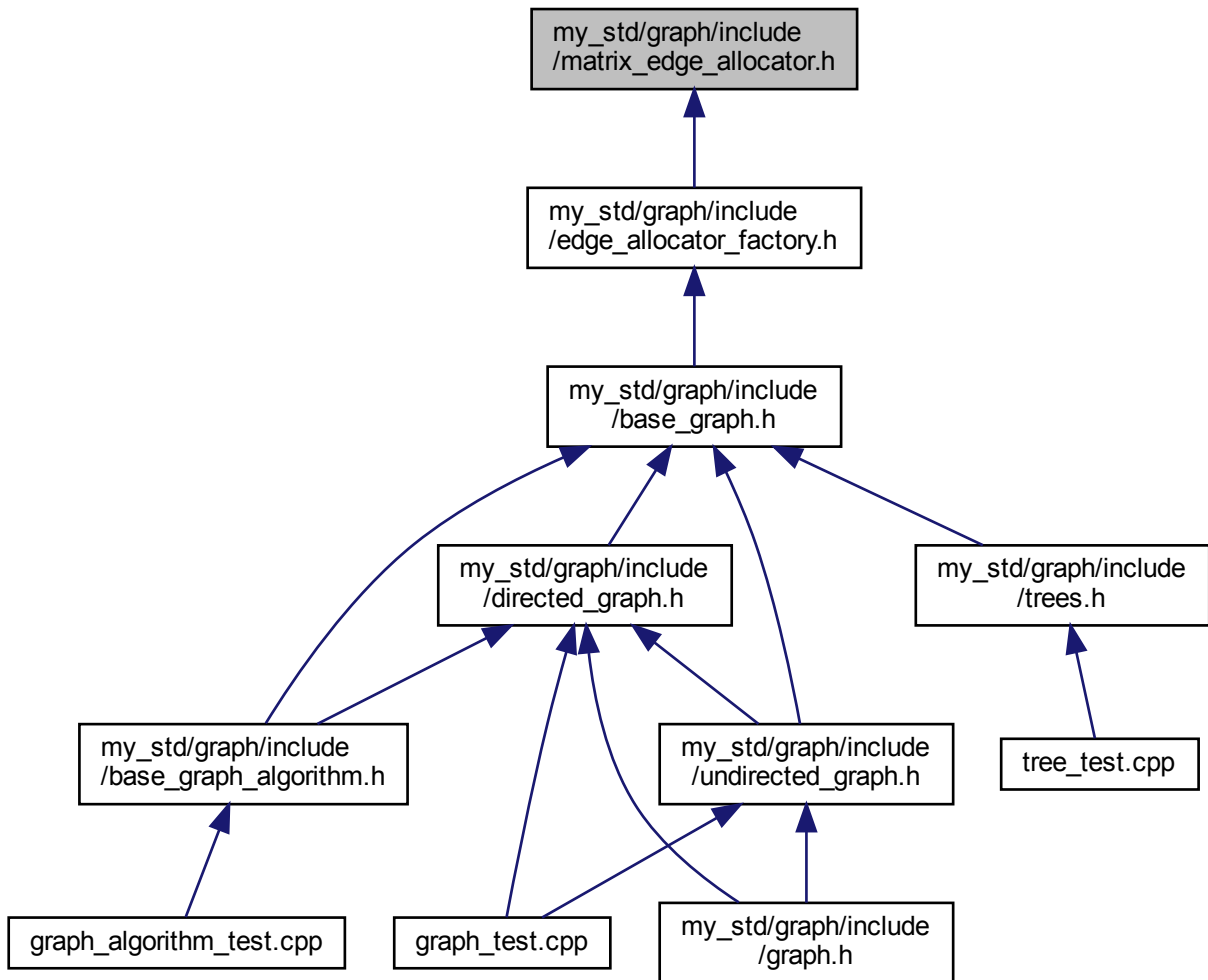 my_std/graph/include
/matrix_edge_allocator.h
my_std/graph/include
/edge_allocator_factory.h
my_std/graph/include
/base_graph.h
my_std/graph/include
/directed_graph.h
my_std/graph/include
/trees.h
my_std/graph/include
/base_graph_algorithm.h
my_std/graph/include
/undirected_graph.h
tree_test.cpp
graph_algorithm_test.cpp
graph_test.cpp
my_std/graph/include
/graph.h